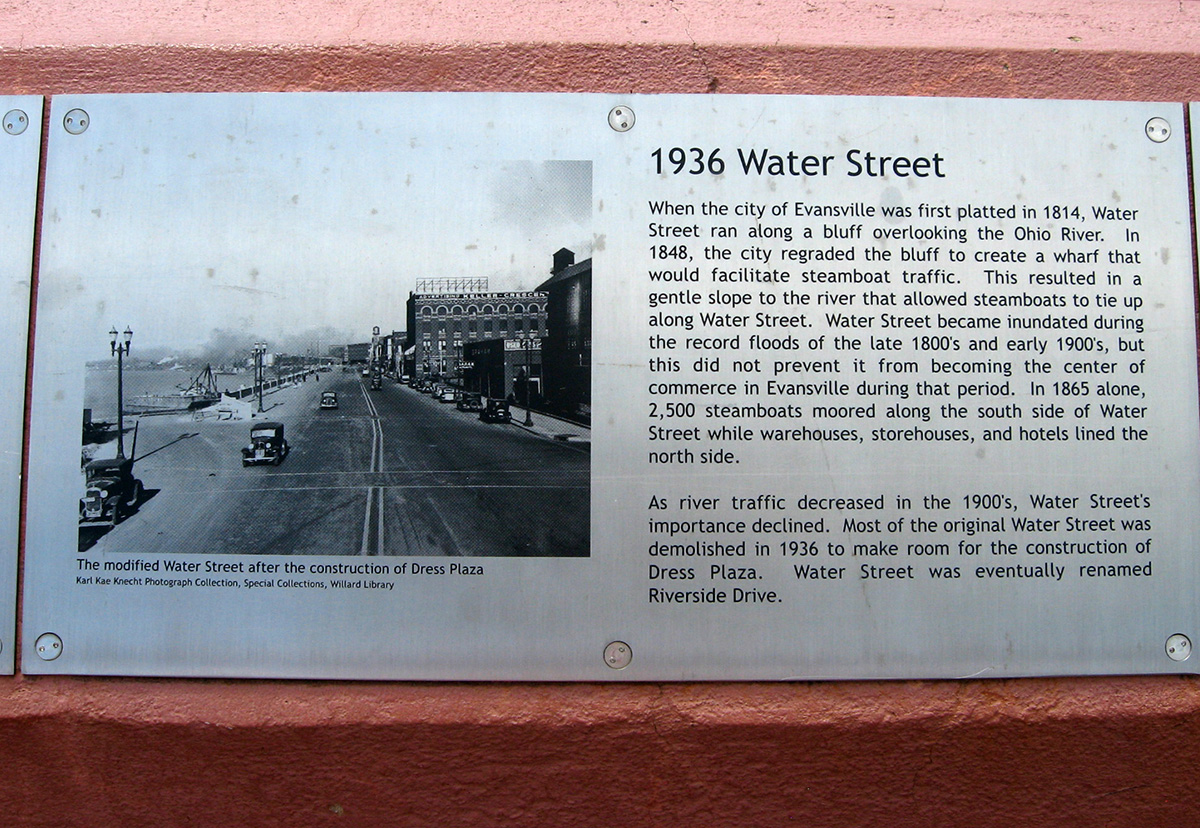 1936 Water Street
When the city of Evansville was first platted in 1814, Water
Street ran along a bluff overlooking the Ohio River. In
1848, the city regraded the bluff to create a wharf that
would facilitate steamboat traffic. This resulted in a
gentle slope to the river that allowed steamboats to tie up
along Water Street. Water Street became inundated during
the record floods of the late 1800's and early 1900's, but
this did not prevent it from becoming the center of
commerce in Evansville during that period. In 1865 alone,
2,500 steamboats moored along the south side of Water
Street while warehouses, storehouses, and hotels lined the
north side.
As river traffic decreased in the 1900's, Water Street's
importance declined. Most of the original Water Street was
demolished in 1936 to make room for the construction of
Dress Plaza. Water Street was eventually renamed
Riverside Drive.
ADVERTISING KELLER-CRESCENT
The modified Water Street after the construction of Dress Plaza
Karl Kae Knecht Photograph Collection, Special Collections, Willard Library